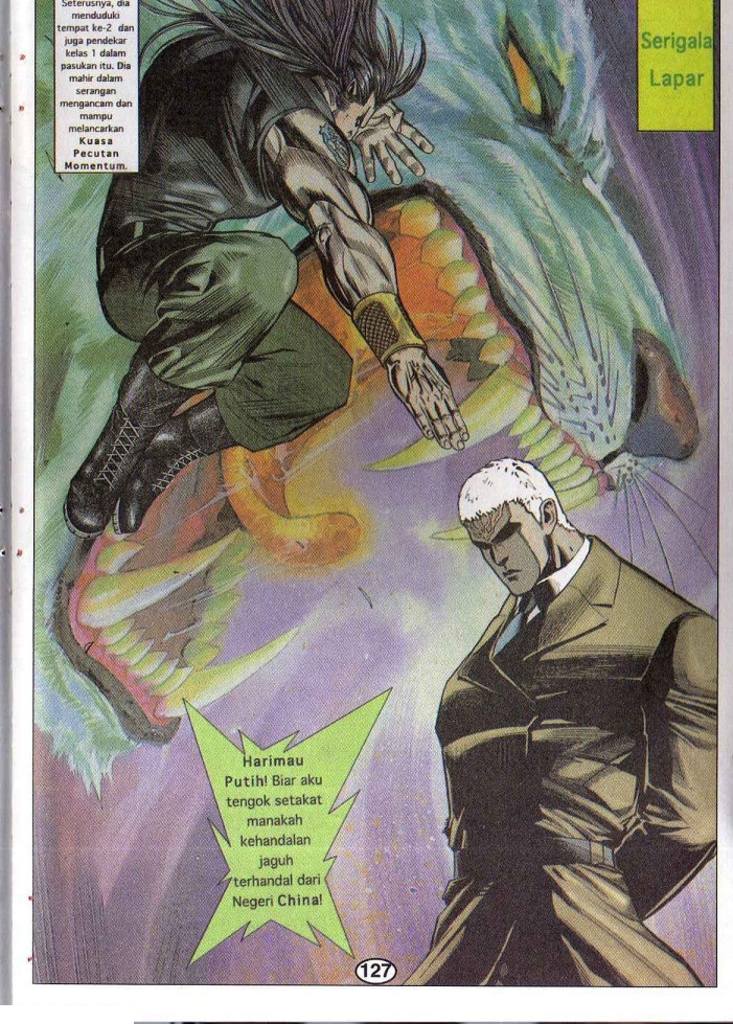 Seterusnya, dia
menduduki
tempat ke-2 dan
juga pendekar
kelas 1 dalam
pasukan itu. Dia
mahir dalam
serangan
mengancam dan
mampu
melancarkan
Kuasa
Pecutan
Momentum.
Serigala
Lapar
Harimau
Putih! Biar aku
tengok setakat
manakah
kehandalan
jaguh
terhandal dari
Negeri China!
127